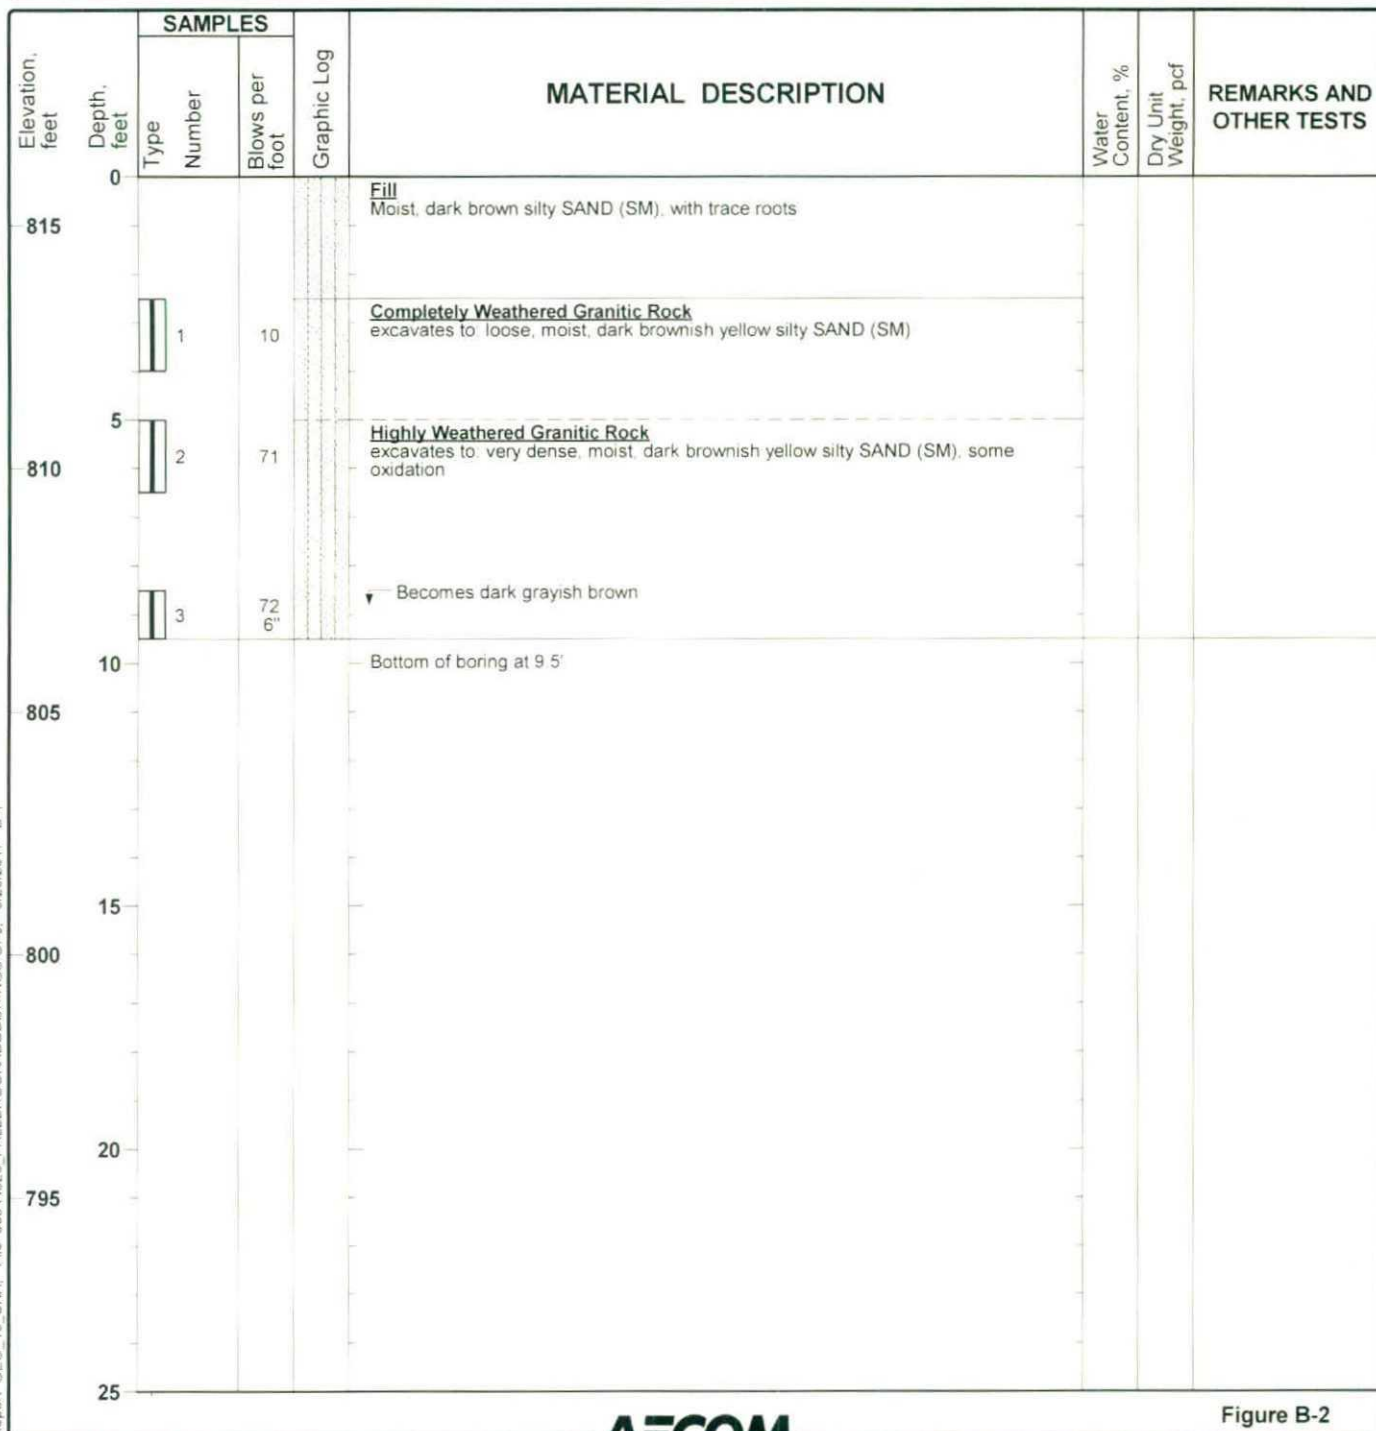 SAMPLES
Elevation, feet
Depth, feet
Type
Number
Blows per foot
Graphic Log
MATERIAL DESCRIPTION
Water Content, %
Dry Unit Weight, pcf
REMARKS AND OTHER TESTS
0
Fill
Moist, dark brown silty SAND (SM), with trace roots
815
Completely Weathered Granitic Rock
1 10 excavates to: loose, moist, dark brownish yellow silty SAND (SM)
5
Highly Weathered Granitic Rock
2 71 excavates to: very dense, moist, dark brownish yellow silty SAND (SM), some
810 oxidation
Becomes dark grayish brown
3 72
6"
10 Bottom of boring at 9.5'
805
15
800
20
795
25
AECOM
Figure B-2